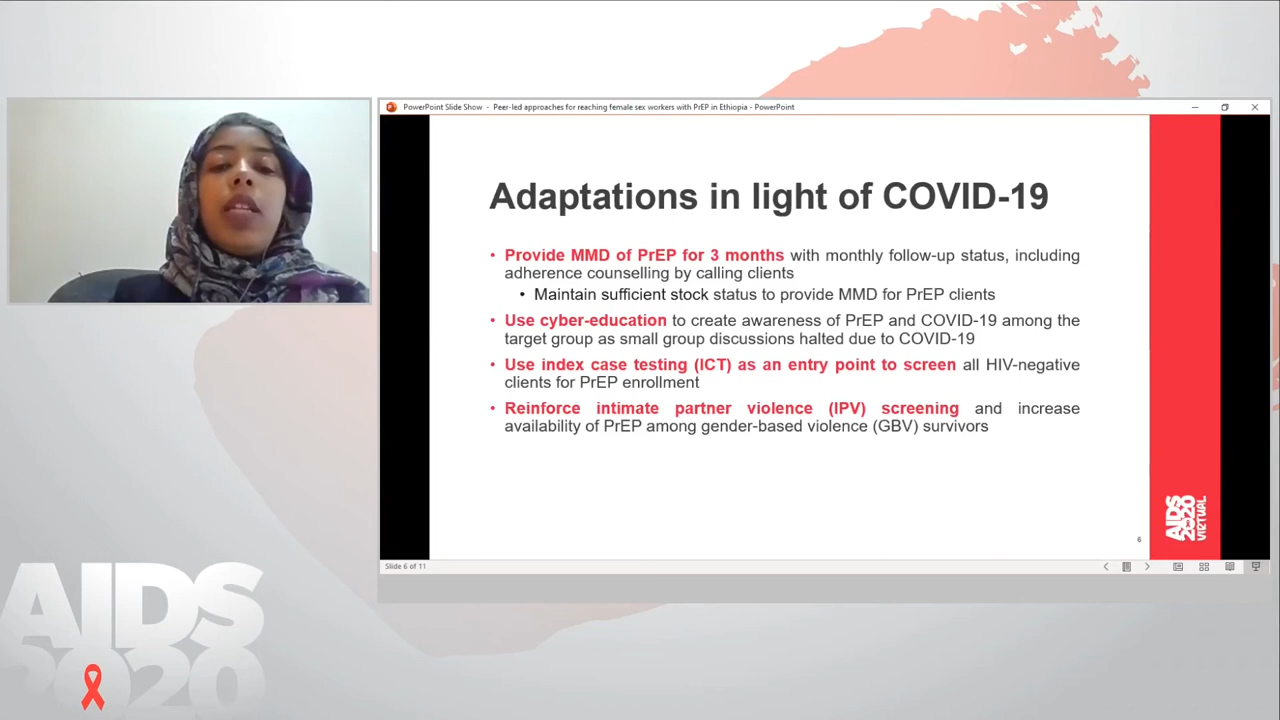 PowerPoint Slide Show - Peer-led approaches for reaching female sex workers with PrEP in Ethiopia - PowerPoint
Adaptations in light of COVID-19
• Provide MMD of PrEP for 3 months with monthly follow-up status, including
adherence counselling by calling clients
• Maintain sufficient stock status to provide MMD for PrEP clients
• Use cyber-education to create awareness of PrEP and COVID-19 among the
target group as small group discussions halted due to COVID-19
• Use index case testing (ICT) as an entry point to screen all HIV-negative
clients for PrEP enrollment
• Reinforce intimate partner violence (IPV) screening and increase
availability of PrEP among gender-based violence (GBV) survivors
AIDS
2020
VIRTUAL
6
Slide 6 of 11
AIDS
2020